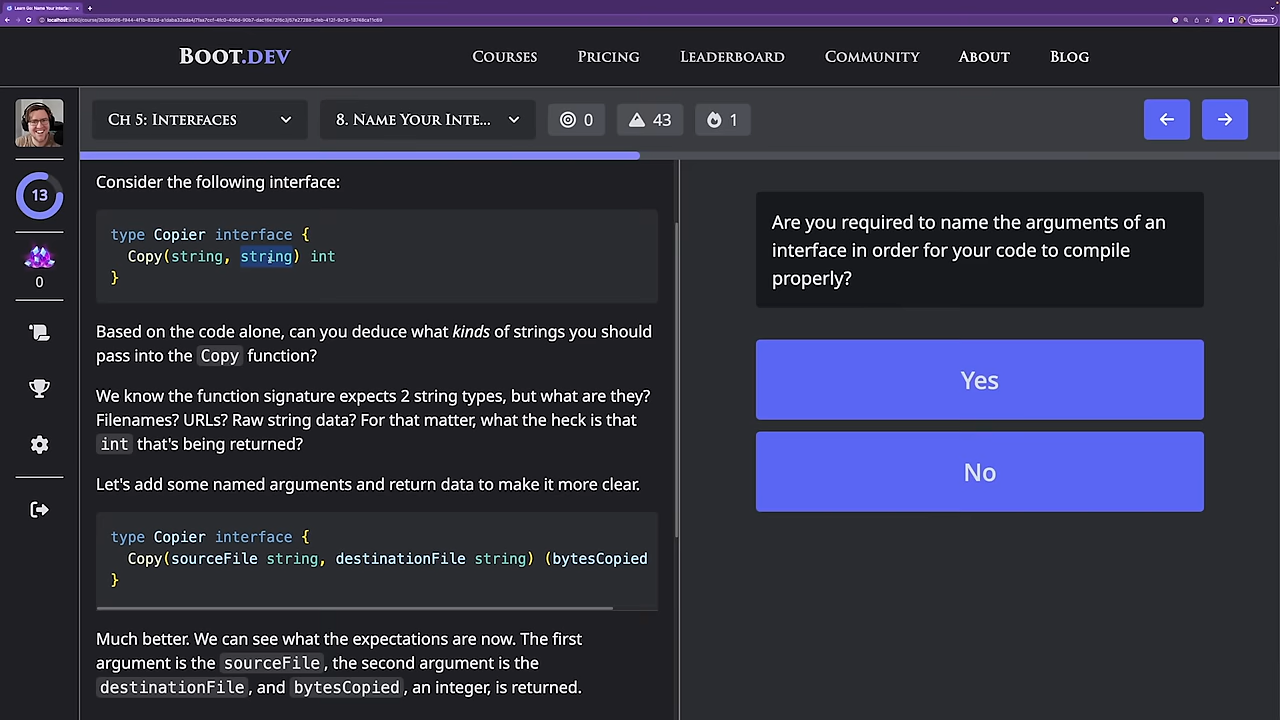 Learn Go: Name Your Interfac
Update
BOOT.DEV
COURSES
PRICING
LEADERBOARD
COMMUNITY
ABOUT
BLOG
CH 5: INTERFACES
8. NAME YOUR INTE...
0
43
1
13
0
Consider the following interface:
type Copier interface {
Copy(string, string) int
}
Based on the code alone, can you deduce what kinds of strings you should
pass into the Copy function?
We know the function signature expects 2 string types, but what are they?
Filenames? URLs? Raw string data? For that matter, what the heck is that
int that's being returned?
Let's add some named arguments and return data to make it more clear.
type Copier interface {
Copy(sourceFile string, destinationFile string) (bytesCopied
}
Much better. We can see what the expectations are now. The first
argument is the sourceFile, the second argument is the
destinationFile, and bytesCopied, an integer, is returned.
Are you required to name the arguments of an
interface in order for your code to compile
properly?
Yes
No